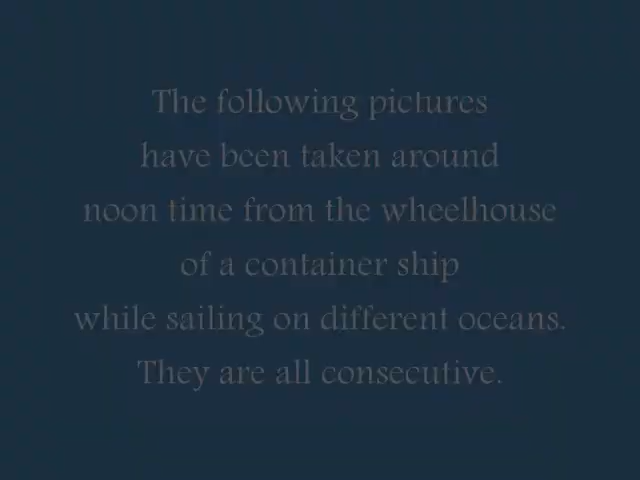 The following pictures
have been taken around
noon time from the wheelhouse
of a container ship
while sailing on different oceans.
They are all consecutive.